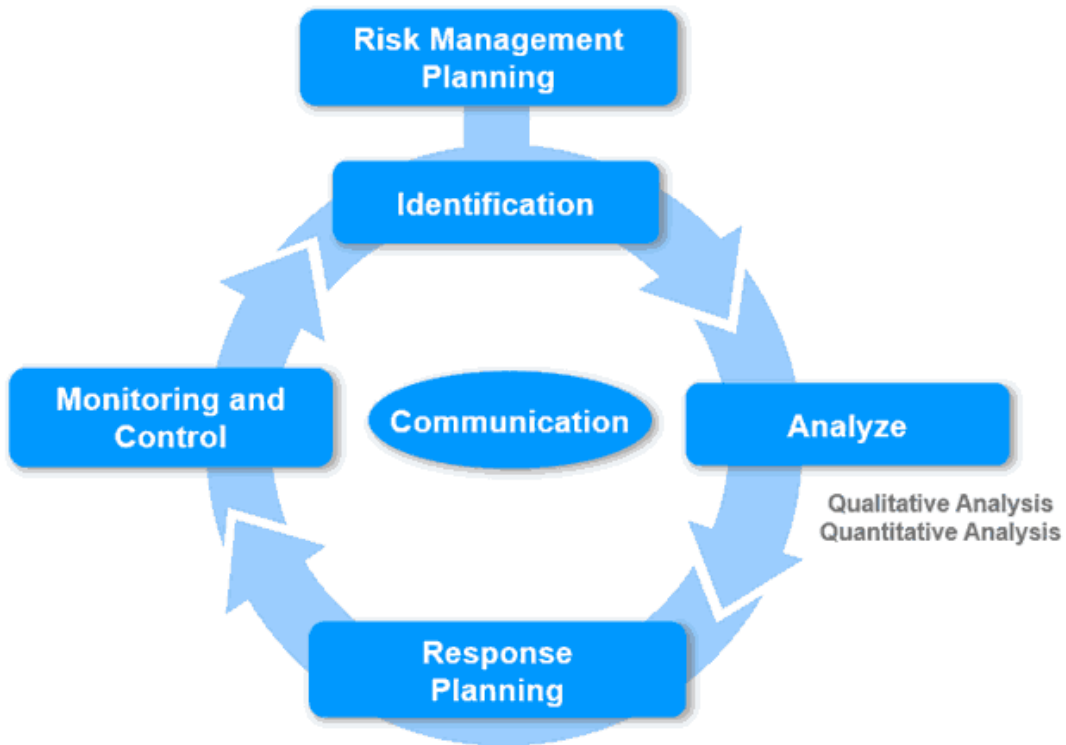 Risk Management
Planning
Identification
Monitoring and
Control
Communication
Analyze
Qualitative Analysis
Quantitative Analysis
Response
Planning